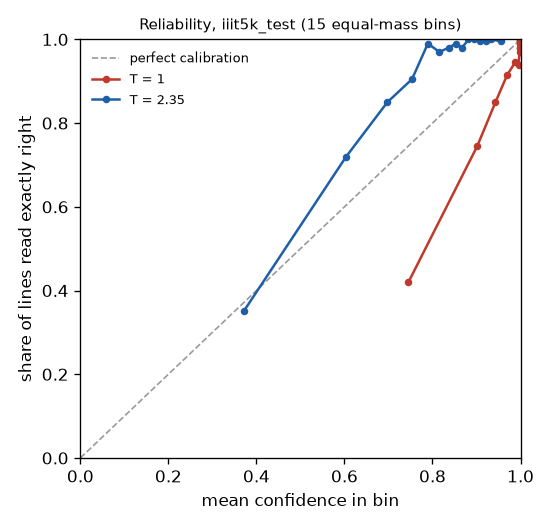 Reliability, iiit5k_test (15 equal-mass bins)
perfect calibration
T = 1
T = 2.35
share of lines read exactly right
1.0
0.8
0.6
0.4
0.2
0.0
0.0 0.2 0.4 0.6 0.8 1.0
mean confidence in bin